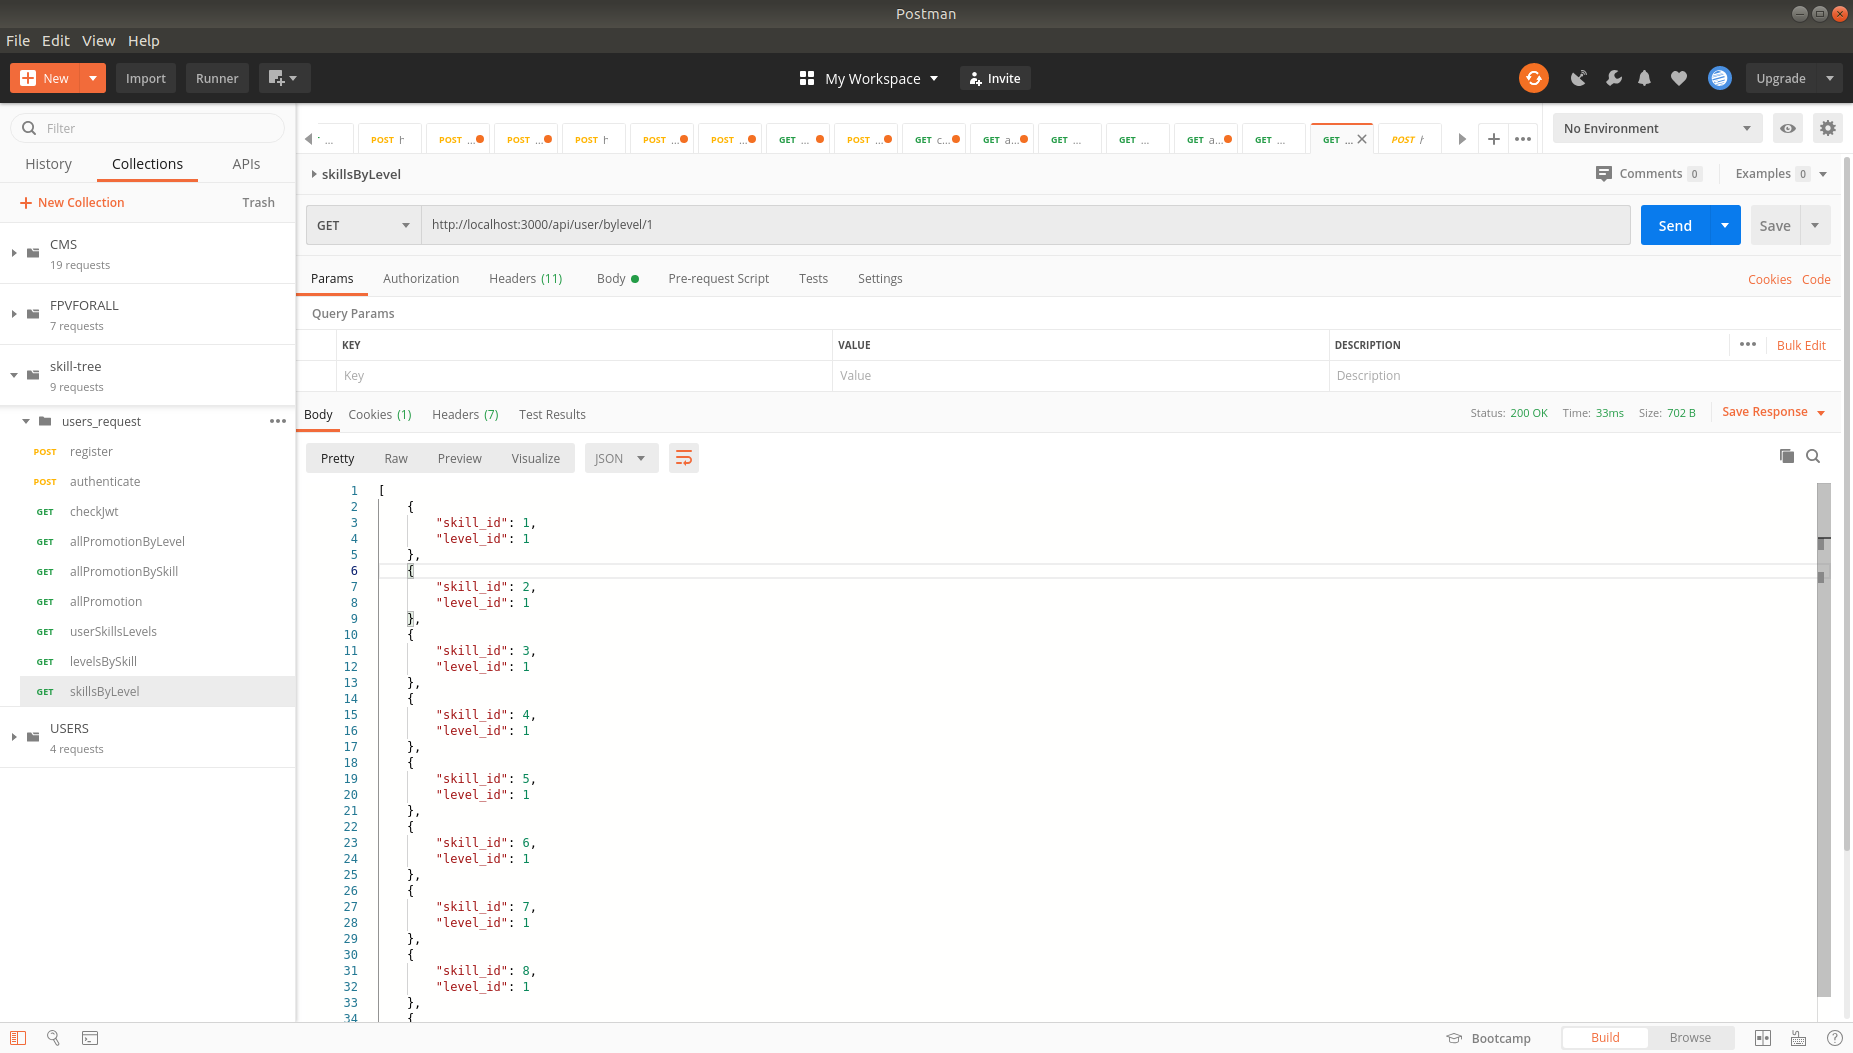 Postman
File Edit View Help
New Import Runner My Workspace Invite Upgrade
Filter
History Collections APIs
New Collection Trash
CMS
19 requests
FPVFORALL
7 requests
skill-tree
9 requests
users_request
POST register
POST authenticate
GET checkJwt
GET allPromotionByLevel
GET allPromotionBySkill
GET allPromotion
GET userSkillsLevels
GET levelsBySkill
GET skillsByLevel
USERS
4 requests
... POST POST ... POST ... POST POST ... POST ... GET ... POST ... GET c... GET a... GET ... GET ... GET a... GET ... GET ... POST
No Environment
skillsByLevel Comments 0 Examples 0
GET http://localhost:3000/api/user/bylevel/1 Send Save
Params Authorization Headers (11) Body Pre-request Script Tests Settings Cookies Code
Query Params
KEY VALUE DESCRIPTION ••• Bulk Edit
Key Value Description
Body Cookies (1) Headers (7) Test Results Status: 200 OK Time: 33ms Size: 702 B Save Response
Pretty Raw Preview Visualize JSON
1 [
2 {
3 "skill_id": 1,
4 "level_id": 1
5 },
6 {
7 "skill_id": 2,
8 "level_id": 1
9 },
10 {
11 "skill_id": 3,
12 "level_id": 1
13 },
14 {
15 "skill_id": 4,
16 "level_id": 1
17 },
18 {
19 "skill_id": 5,
20 "level_id": 1
21 },
22 {
23 "skill_id": 6,
24 "level_id": 1
25 },
26 {
27 "skill_id": 7,
28 "level_id": 1
29 },
30 {
31 "skill_id": 8,
32 "level_id": 1
33 },
34 {
Bootcamp Build Browse